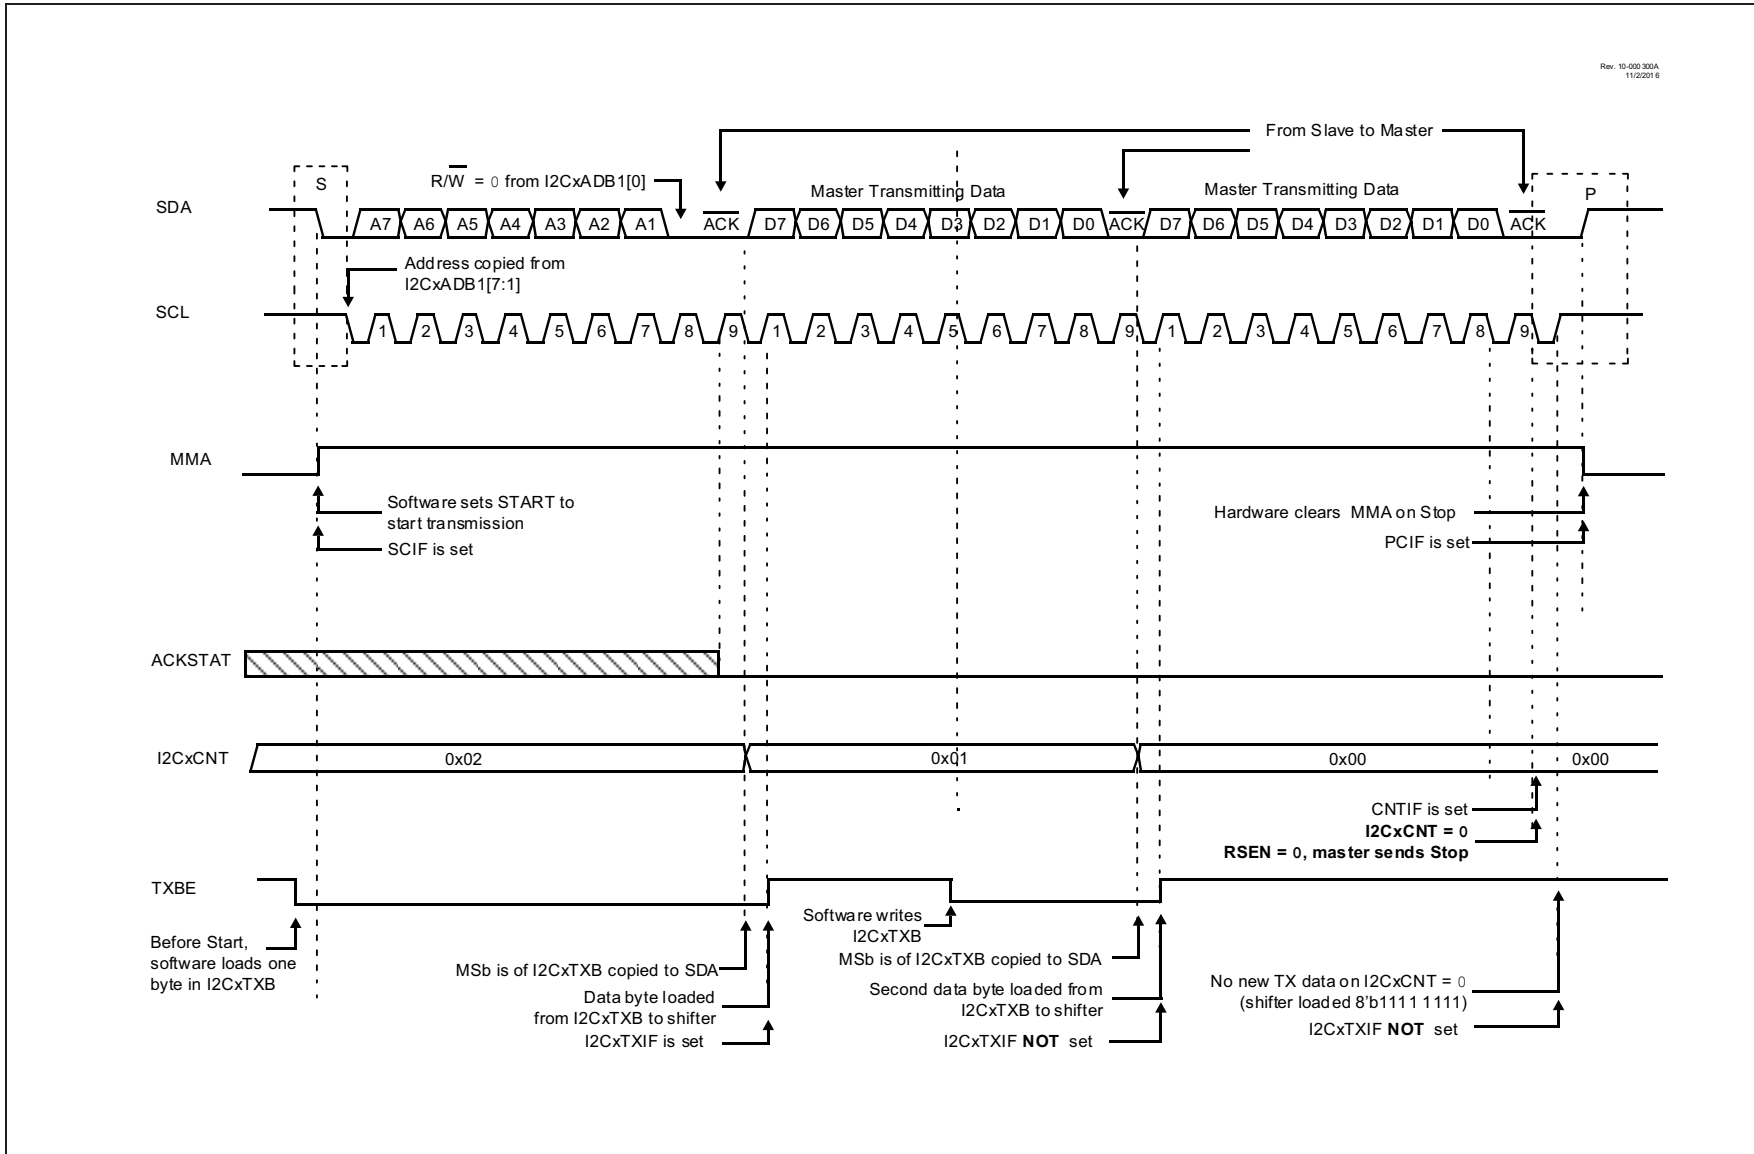 Rev. 10-000 300A
11/2/2016
From Slave to Master
S
R/W = 0 from I2CxADB1[0]
Master Transmitting Data
Master Transmitting Data
P
SDA
A7 A6 A5 A4 A3 A2 A1 ACK D7 D6 D5 D4 D3 D2 D1 D0 ACK D7 D6 D5 D4 D3 D2 D1 D0 ACK
Address copied from
I2CxADB1[7:1]
SCL
1 2 3 4 5 6 7 8 9 1 2 3 4 5 6 7 8 9 1 2 3 4 5 6 7 8 9
MMA
Software sets START to
start transmission
SCIF is set
Hardware clears MMA on Stop
PCIF is set
ACKSTAT
I2CxCNT
0x02 0x01 0x00 0x00
CNTIF is set
I2CxCNT = 0
RSEN = 0, master sends Stop
TXBE
Before Start,
software loads one
byte in I2CxTXB
MSb is of I2CxTXB copied to SDA
Data byte loaded
from I2CxTXB to shifter
I2CxTXIF is set
Software writes
I2CxTXB
MSb is of I2CxTXB copied to SDA
Second data byte loaded from
I2CxTXB to shifter
I2CxTXIF NOT set
No new TX data on I2CxCNT = 0
(shifter loaded 8’b1111 1111)
I2CxTXIF NOT set